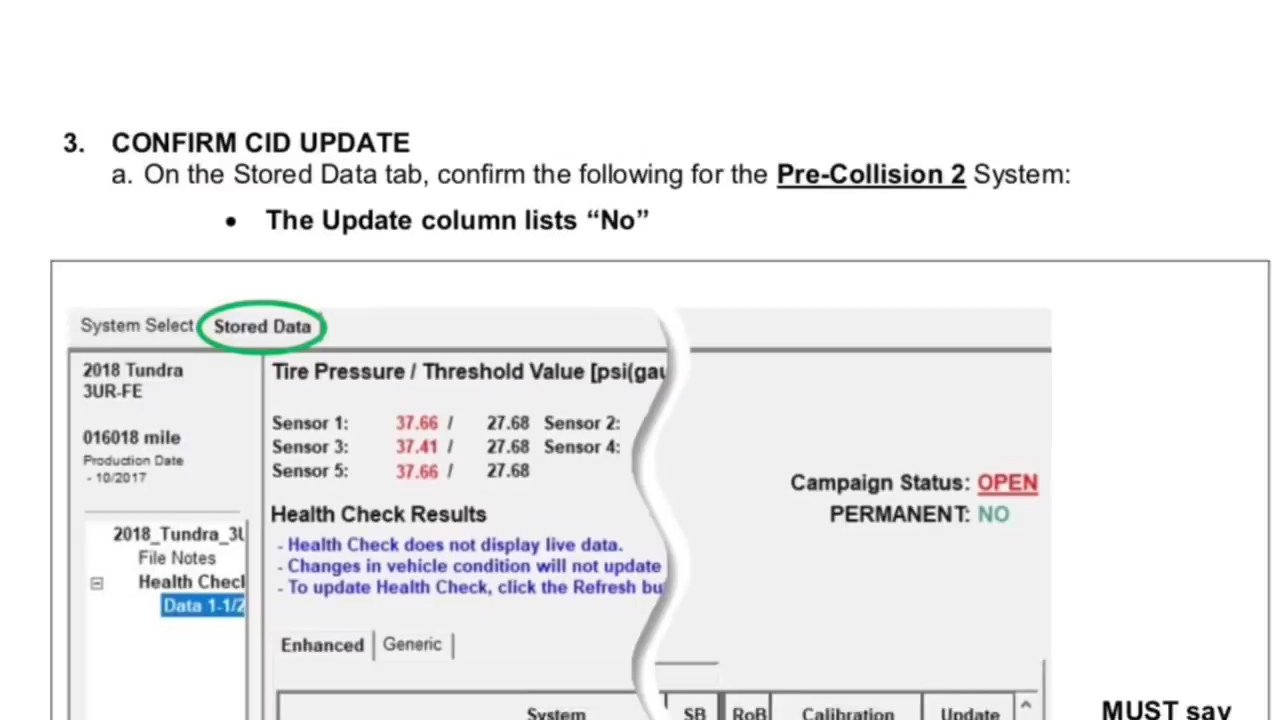 3. CONFIRM CID UPDATE
a. On the Stored Data tab, confirm the following for the Pre-Collision 2 System:
• The Update column lists “No”
System Select Stored Data
2018 Tundra
3UR-FE
016018 mile
Production Date
- 10/2017
2018_Tundra_3U
File Notes
Health Check
Data 1-1/2
Tire Pressure / Threshold Value [psi(gau
Sensor 1: 37.66 / 27.68 Sensor 2:
Sensor 3: 37.41 / 27.68 Sensor 4:
Sensor 5: 37.66 / 27.68
Health Check Results
- Health Check does not display live data.
- Changes in vehicle condition will not update
- To update Health Check, click the Refresh bu
Campaign Status: OPEN
PERMANENT: NO
Enhanced Generic
System SB RoB Calibration Update
MUST say